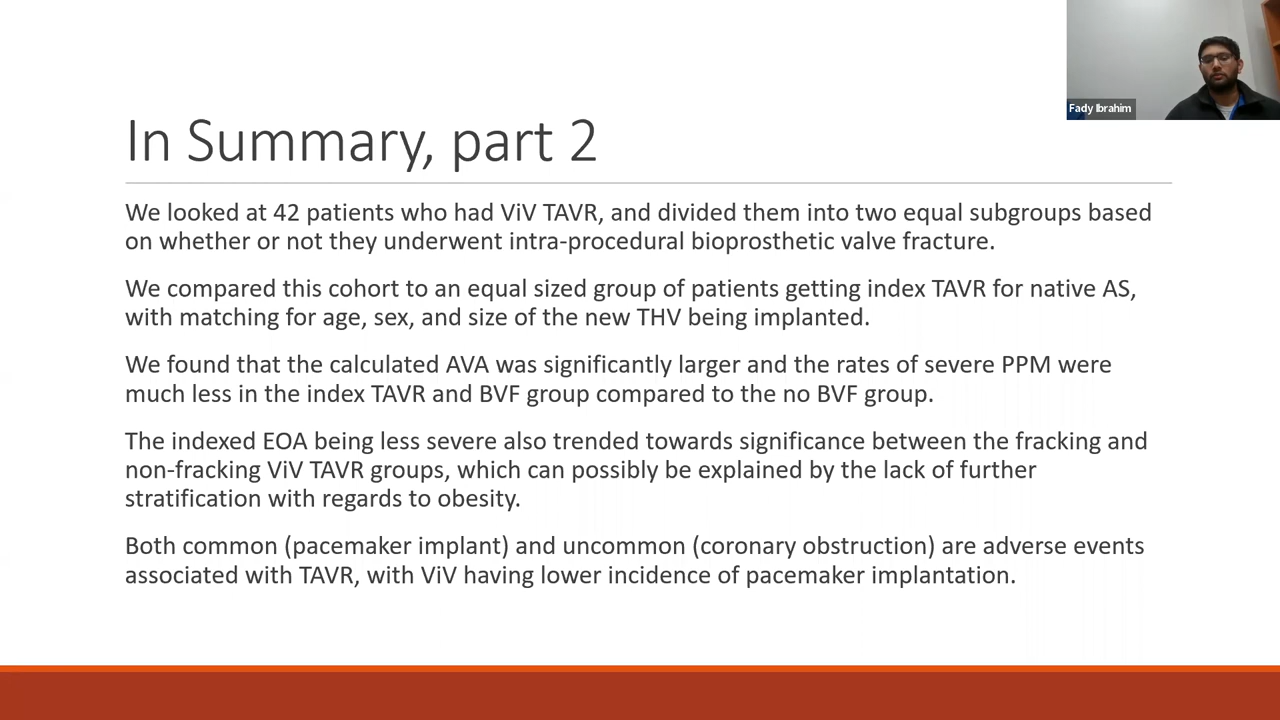 Fady Ibrahim
In Summary, part 2
We looked at 42 patients who had ViV TAVR, and divided them into two equal subgroups based
on whether or not they underwent intra-procedural bioprosthetic valve fracture.
We compared this cohort to an equal sized group of patients getting index TAVR for native AS,
with matching for age, sex, and size of the new THV being implanted.
We found that the calculated AVA was significantly larger and the rates of severe PPM were
much less in the index TAVR and BVF group compared to the no BVF group.
The indexed EOA being less severe also trended towards significance between the fracking and
non-fracking ViV TAVR groups, which can possibly be explained by the lack of further
stratification with regards to obesity.
Both common (pacemaker implant) and uncommon (coronary obstruction) are adverse events
associated with TAVR, with ViV having lower incidence of pacemaker implantation.